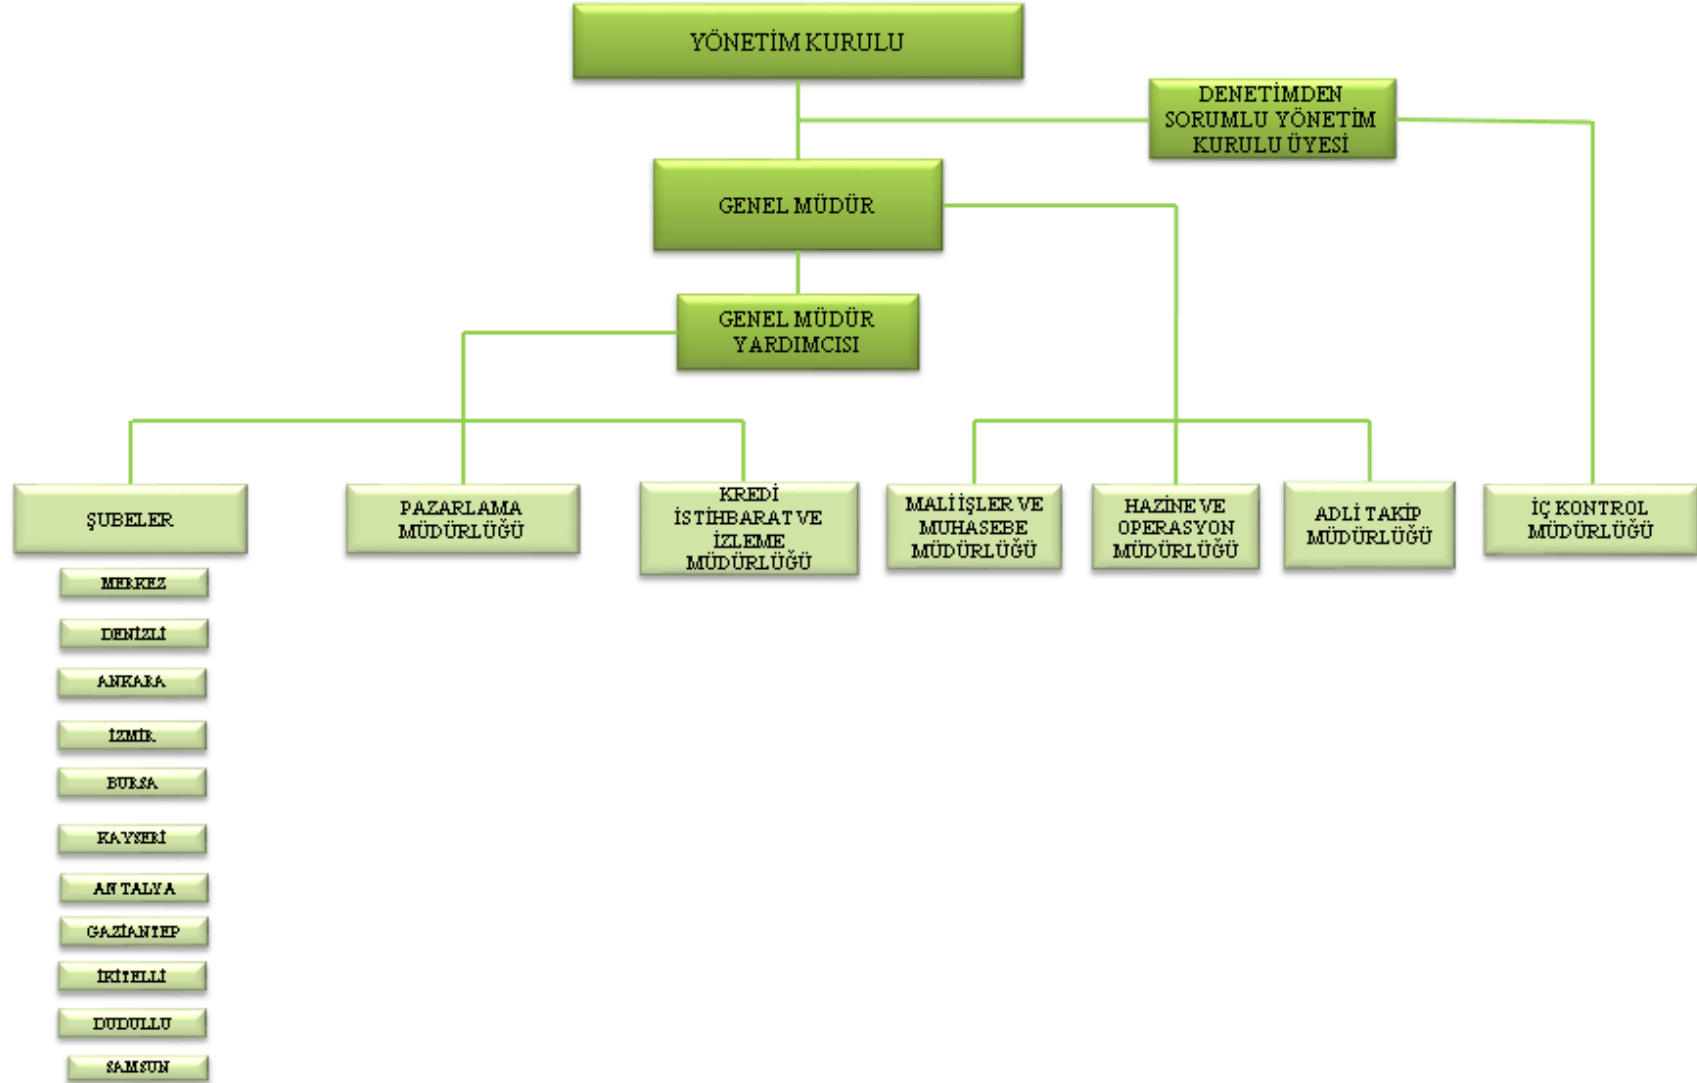 YÖNETİM KURULU
DENETİMDEN
SORUMLU YÖNETİM
KURULU ÜYESİ
GENEL MÜDÜR
GENEL MÜDÜR
YARDIMCISI
ŞUBELER
PAZARLAMA
MÜDÜRLÜĞÜ
KREDİ
İSTİHBARAT VE
İZLEME
MÜDÜRLÜĞÜ
MALİ İŞLER VE
MUHASEBE
MÜDÜRLÜĞÜ
HAZİNE VE
OPERASYON
MÜDÜRLÜĞÜ
ADLİ TAKİP
MÜDÜRLÜĞÜ
İÇ KONTROL
MÜDÜRLÜĞÜ
MERKEZ
DENİZLİ
ANKARA
İZMİR
BURSA
KAYSERİ
ANTALYA
GAZİANTEP
İKİTELLİ
DUDULLU
SAMSUN